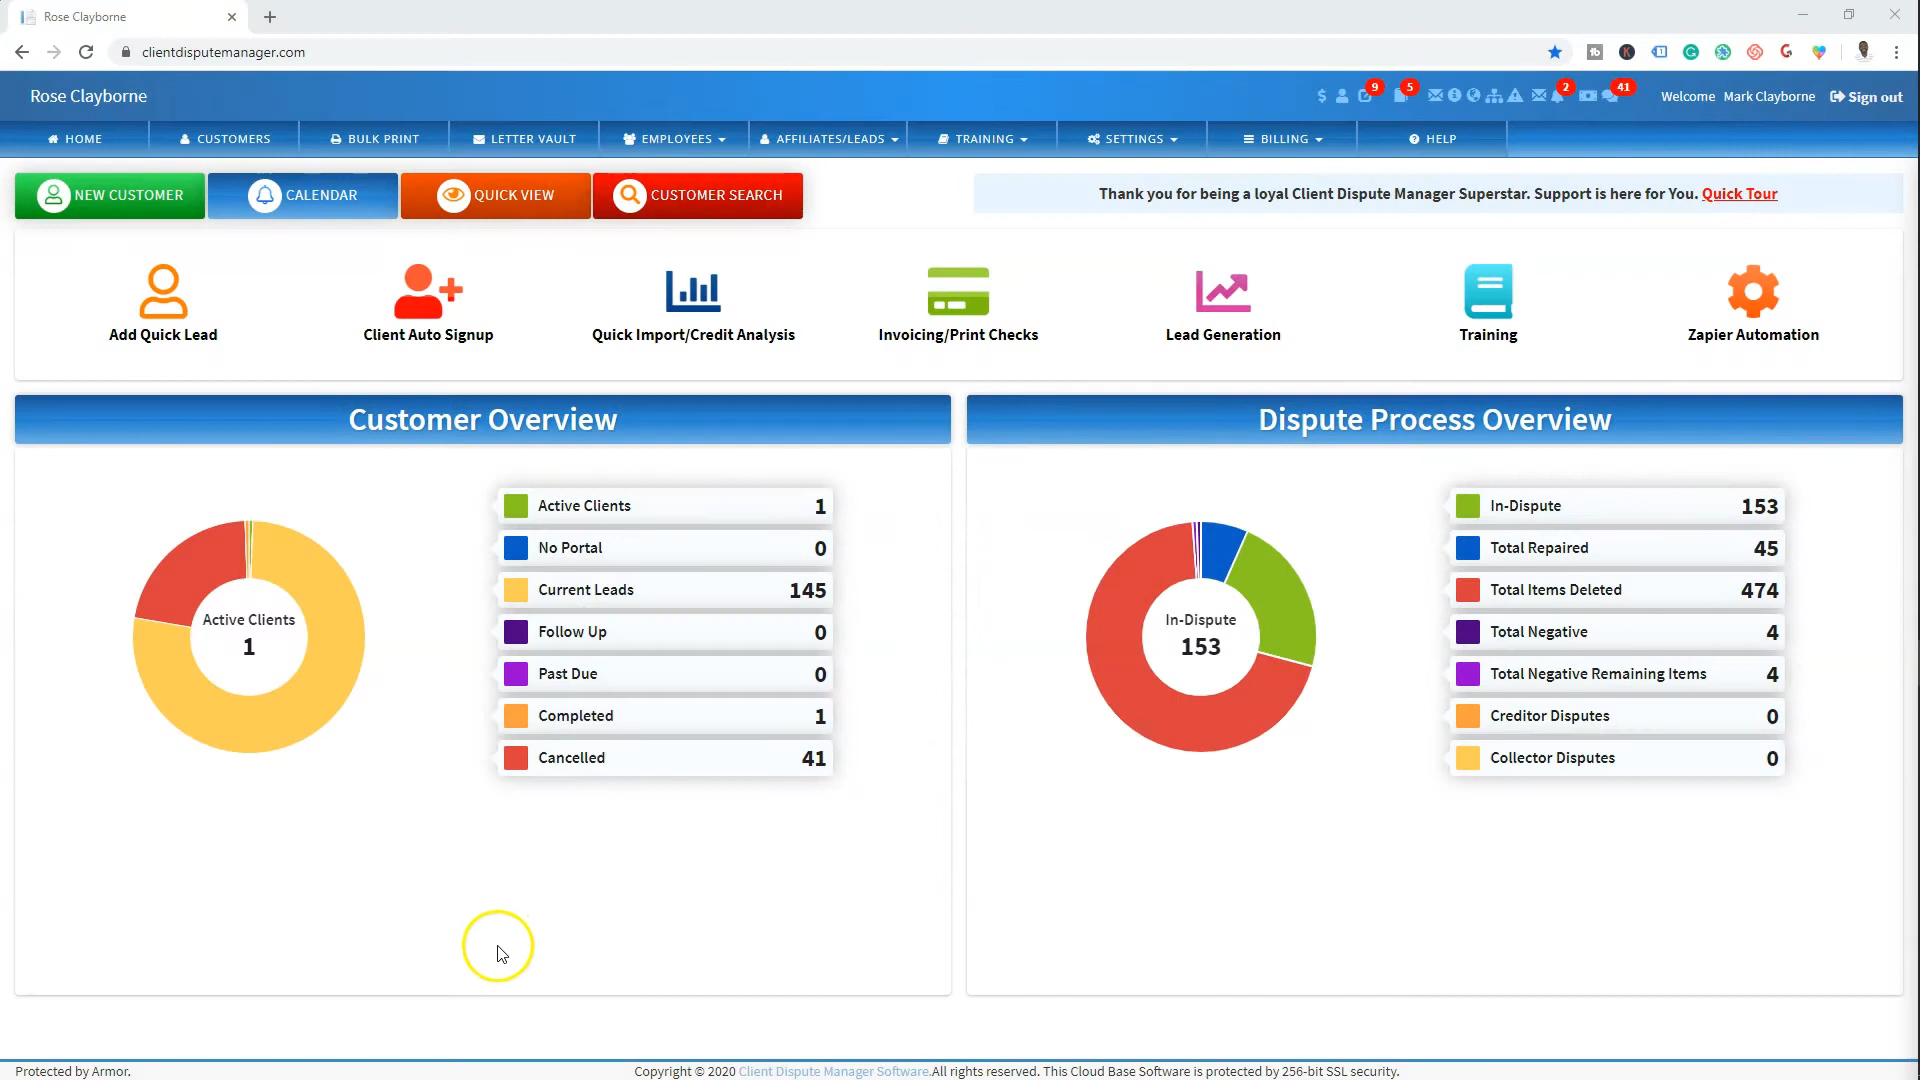 Rose Clayborne
clientdisputemanager.com
Rose Clayborne
9
5
2
41
Welcome Mark Clayborne
Sign out
HOME
CUSTOMERS
BULK PRINT
LETTER VAULT
EMPLOYEES
AFFILIATES/LEADS
TRAINING
SETTINGS
BILLING
HELP
NEW CUSTOMER
CALENDAR
QUICK VIEW
CUSTOMER SEARCH
Thank you for being a loyal Client Dispute Manager Superstar. Support is here for You. Quick Tour
Add Quick Lead
Client Auto Signup
Quick Import/Credit Analysis
Invoicing/Print Checks
Lead Generation
Training
Zapier Automation
Customer Overview
Active Clients
1
Active Clients 1
No Portal 0
Current Leads 145
Follow Up 0
Past Due 0
Completed 1
Cancelled 41
Dispute Process Overview
In-Dispute
153
In-Dispute 153
Total Repaired 45
Total Items Deleted 474
Total Negative 4
Total Negative Remaining Items 4
Creditor Disputes 0
Collector Disputes 0
Protected by Armor.
Copyright © 2020 Client Dispute Manager Software.All rights reserved. This Cloud Base Software is protected by 256-bit SSL security.